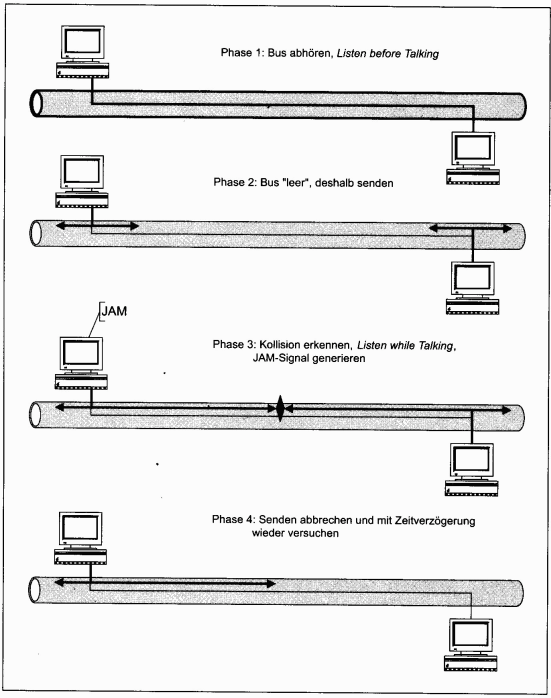 Phase 1: Bus abhören, Listen before Talking
Phase 2: Bus "leer", deshalb senden
JAM
Phase 3: Kollision erkennen, Listen while Talking,
JAM-Signal generieren
Phase 4: Senden abbrechen und mit Zeitverzögerung
wieder versuchen